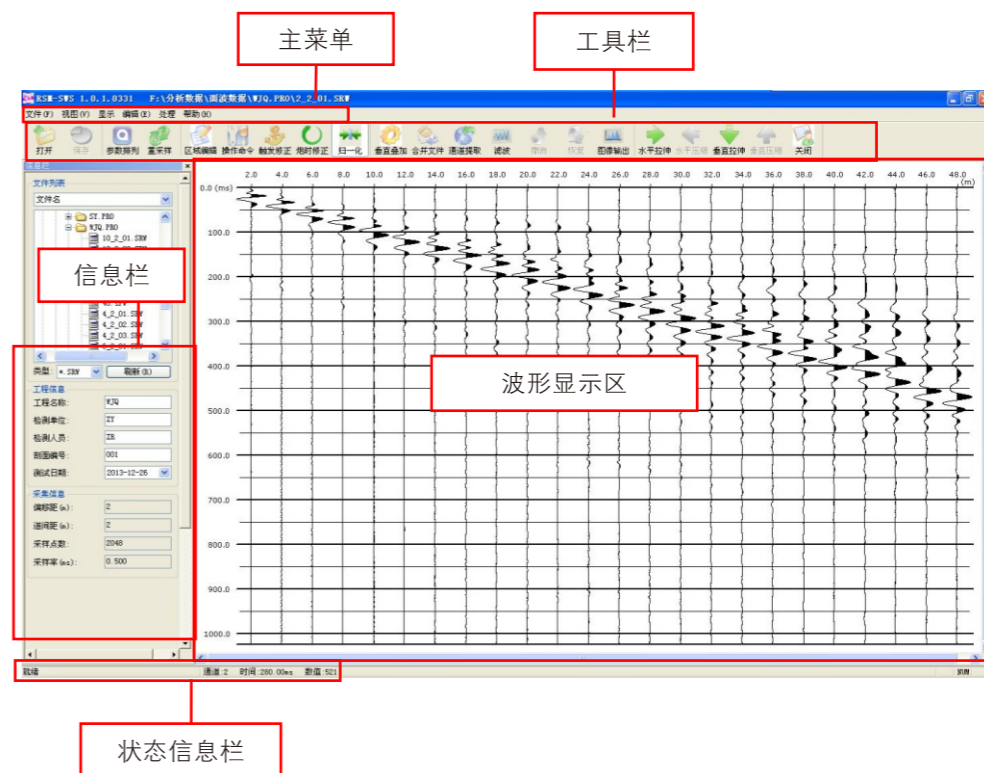 主菜单
工具栏
RSM-SWS 1.0.1.0331 F:\分析数据\面波数据\WJQ.PRO\2_2_01.SRW
文件(F) 视图(V) 显示 编辑(E) 处理 帮助(H)
打开 保存 参数排列 重采样 区域编辑 操作命令 触发修正 炮时修正 归一化 垂直叠加 合并文件 通道提取 滤波 恢复 图像输出 水平拉伸 水平压缩 垂直拉伸 垂直压缩 关闭
文件列表
文件名
SY.PRO
WJQ.PRO
10_2_01.SRW
信息栏
4_2_01.SRW
4_2_02.SRW
4_2_03.SRW
类型: *.SRW 刷新(R)
工程信息
工程名称: WJQ
检测单位: ZY
检测人员: ZR
剖面编号: 001
测试日期: 2013-12-26
采集信息
偏移距(m): 2
道间距(m): 2
采样点数: 2048
采样率(ms): 0.500
2.0 4.0 6.0 8.0 10.0 12.0 14.0 16.0 18.0 20.0 22.0 24.0 26.0 28.0 30.0 32.0 34.0 36.0 38.0 40.0 42.0 44.0 46.0 48.0
(m)
0.0 (ms)
100.0
200.0
300.0
400.0
波形显示区
500.0
600.0
700.0
800.0
900.0
1000.0
就绪 通道:2 时间:260.00ms 数值:521 NUM
状态信息栏